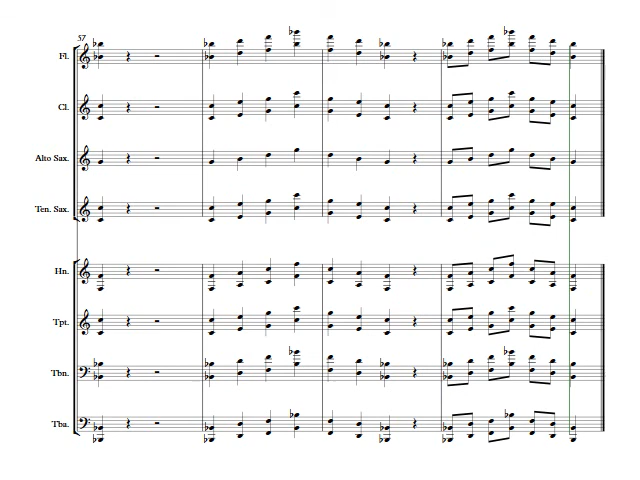 57
Fl.
Cl.
Alto Sax.
Ten. Sax.
Hn.
Tpt.
Tbn.
Tba.